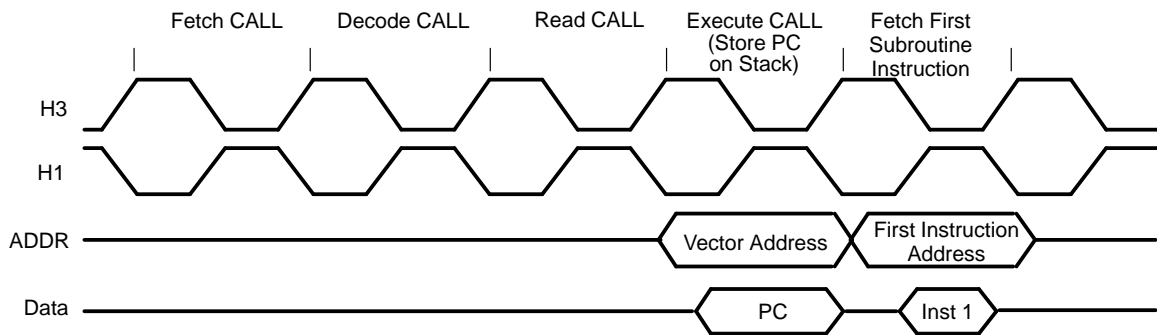 Fetch CALL
Decode CALL
Read CALL
Execute CALL
(Store PC
on Stack)
Fetch First
Subroutine
Instruction
H3
H1
ADDR
Vector Address
First Instruction
Address
Data
PC
Inst 1